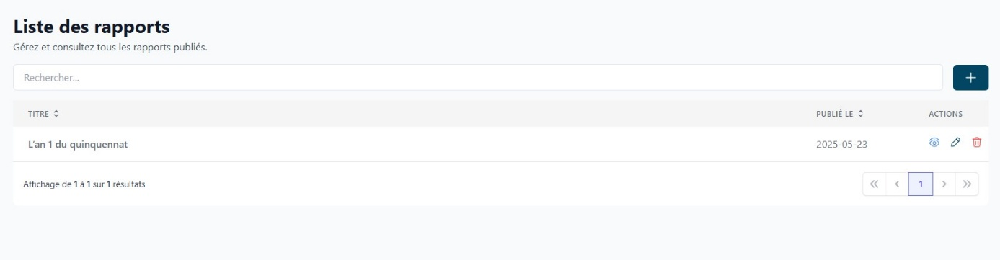 Liste des rapports
Gérez et consultez tous les rapports publiés.
Rechercher...
TITRE PUBLIÉ LE ACTIONS
L'an 1 du quinquennat 2025-05-23
Affichage de 1 à 1 sur 1 résultats 1